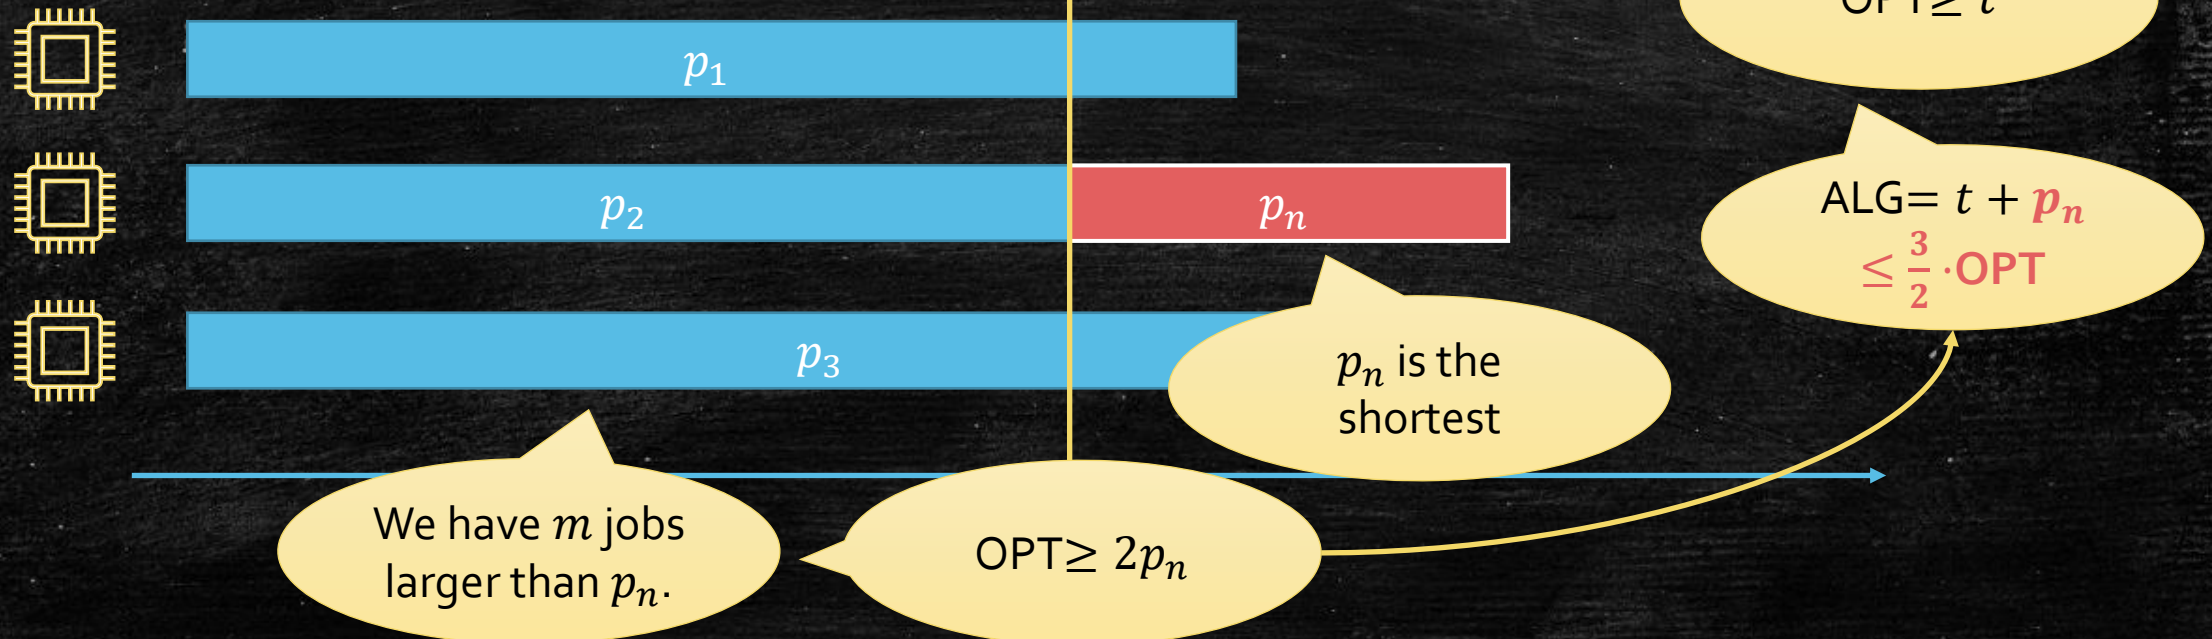 OPT≥ t
p₁
ALG= t + pₙ
≤ 3/2 ·OPT
p₂
pₙ
pₙ is the
shortest
p₃
We have m jobs
larger than pₙ.
OPT≥ 2pₙ